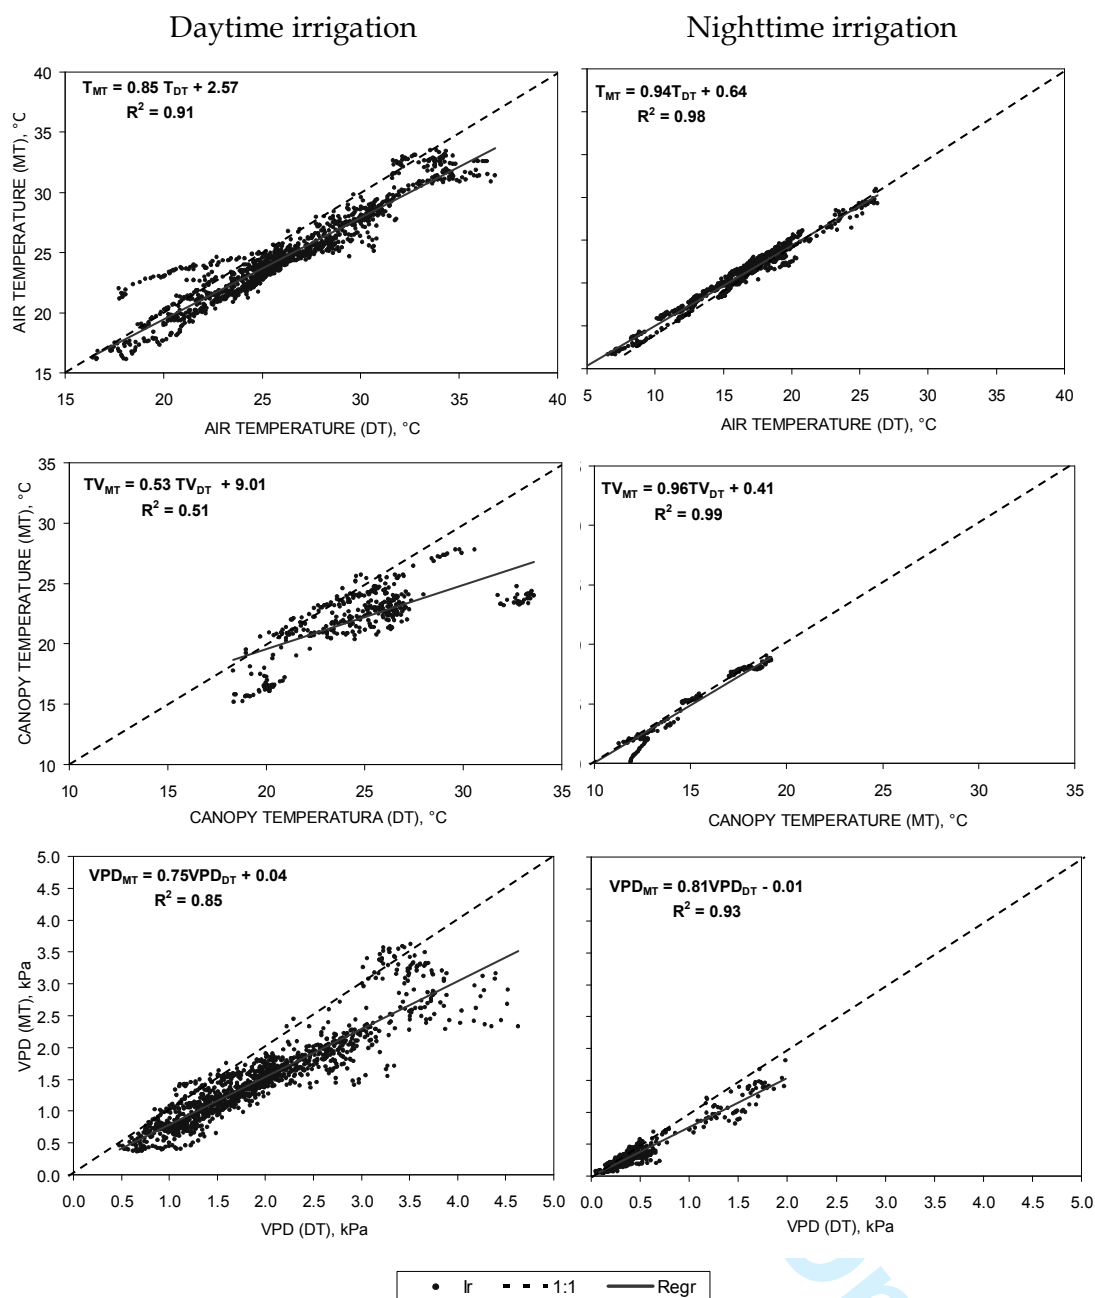 Daytime irrigation
Nighttime irrigation
T_MT = 0.85 T_DT + 2.57
R² = 0.91
AIR TEMPERATURE (MT), °C
40
35
30
25
20
15
15 20 25 30 35 40
AIR TEMPERATURE (DT), °C
T_MT = 0.94T_DT + 0.64
R² = 0.98
5 10 15 20 25 30 35 40
AIR TEMPERATURE (DT), °C
TV_MT = 0.53 TV_DT + 9.01
R² = 0.51
CANOPY TEMPERATURE (MT), °C
35
30
25
20
15
10
10 15 20 25 30 35
CANOPY TEMPERATURA (DT), °C
TV_MT = 0.96TV_DT + 0.41
R² = 0.99
10 15 20 25 30 35
CANOPY TEMPERATURE (MT), °C
VPD_MT = 0.75VPD_DT + 0.04
R² = 0.85
VPD (MT), kPa
5.0
4.5
4.0
3.5
3.0
2.5
2.0
1.5
1.0
0.5
0.0
0.0 0.5 1.0 1.5 2.0 2.5 3.0 3.5 4.0 4.5 5.0
VPD (DT), kPa
VPD_MT = 0.81VPD_DT - 0.01
R² = 0.93
0.0 0.5 1.0 1.5 2.0 2.5 3.0 3.5 4.0 4.5 5.0
VPD (DT), kPa
Ir 1:1 Regr